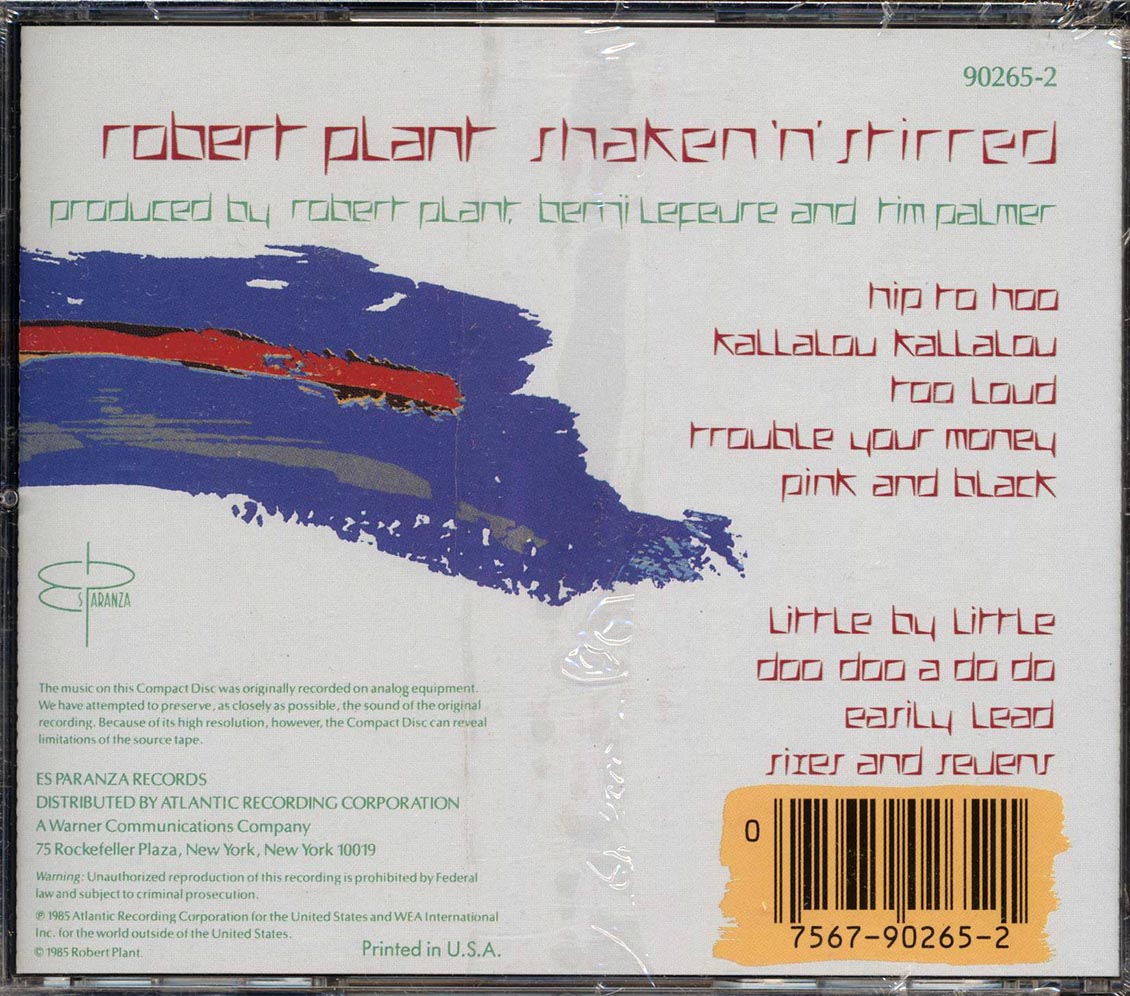 90265-2
robert plant shaken 'n' stirred
produced by robert plant, benji lefevre and tim palmer
hip to hoo
kallalou kallalou
too loud
trouble your money
pink and black
ES PARANZA
little by little
doo doo a do do
easily lead
sixes and sevens
The music on this Compact Disc was originally recorded on analog equipment.
We have attempted to preserve, as closely as possible, the sound of the original
recording. Because of its high resolution, however, the Compact Disc can reveal
limitations of the source tape.
ES PARANZA RECORDS
DISTRIBUTED BY ATLANTIC RECORDING CORPORATION
A Warner Communications Company
75 Rockefeller Plaza, New York, New York 10019
Warning: Unauthorized reproduction of this recording is prohibited by Federal
law and subject to criminal prosecution.
℗ 1985 Atlantic Recording Corporation for the United States and WEA International
Inc. for the world outside of the United States.
© 1985 Robert Plant.
Printed in U.S.A.
0
7567-90265-2